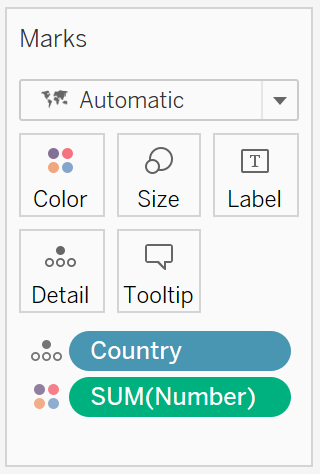 Marks
Automatic
Color Size Label
Detail Tooltip
Country
SUM(Number)